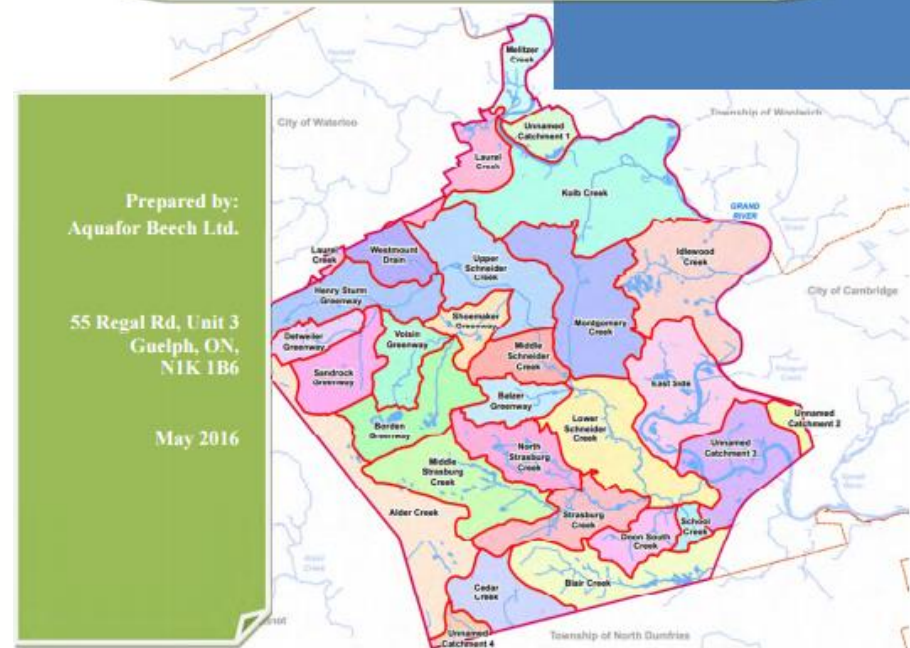 Prepared by:
Aquafor Beech Ltd.
55 Regal Rd, Unit 3
Guelph, ON,
N1K 1B6
May 2016
Melitzer
Creek
City of Waterloo
Township of Woolwich
Unnamed
Catchment 1
Laurel
Creek
Kolb Creek
GRAND
RIVER
Laurel
Creek
Westmount
Drain
Upper
Schneider
Creek
Idlewood
Creek
City of Cambridge
Henry Sturm
Greenway
Shoemaker
Greenway
Montgomery
Creek
Detweiler
Greenway
Voisin
Greenway
Middle
Schneider
Creek
Sandrock
Greenway
East Side
Balzer
Greenway
Borden
Greenway
Lower
Schneider
Creek
Unnamed
Catchment 2
North
Strasburg
Creek
Unnamed
Catchment 3
Middle
Strasburg
Creek
Alder Creek
Strasburg
Creek
School
Creek
Doon South
Creek
Blair Creek
Cedar
Creek
Unnamed
Catchment 4
Township of North Dumfries